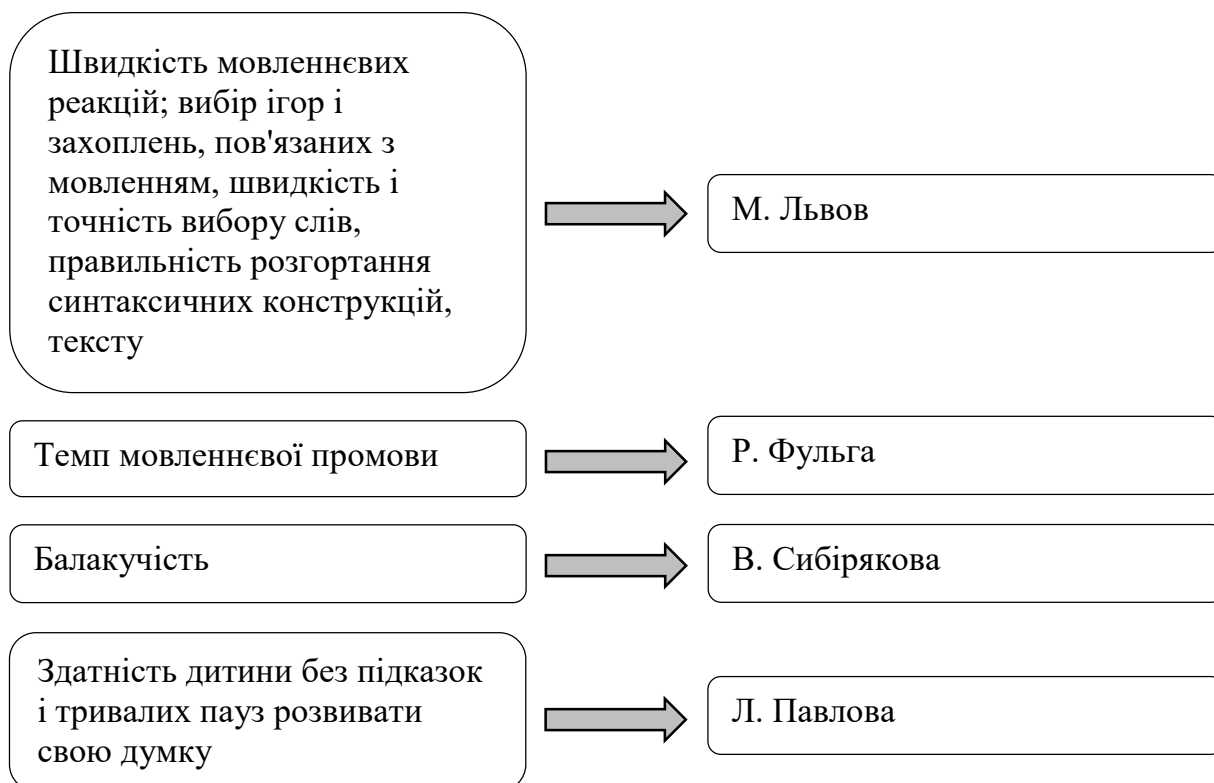 Швидкість мовленнєвих
реакцій; вибір ігор і
захоплень, пов'язаних з
мовленням, швидкість і
точність вибору слів,
правильність розгортання
синтаксичних конструкцій,
тексту
М. Львов
Темп мовленнєвої промови
Р. Фульга
Балакучість
В. Сибірякова
Здатність дитини без підказок
і тривалих пауз розвивати
свою думку
Л. Павлова